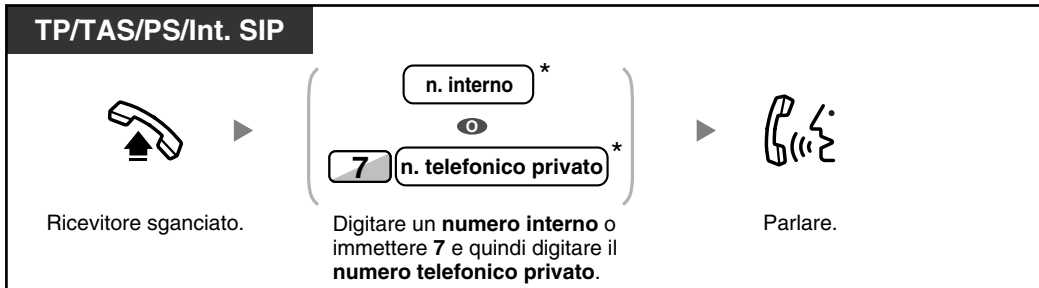 TP/TAS/PS/Int. SIP
n. interno*
o
7 n. telefonico privato*
Ricevitore sganciato.
Digitare un numero interno o
immettere 7 e quindi digitare il
numero telefonico privato.
Parlare.